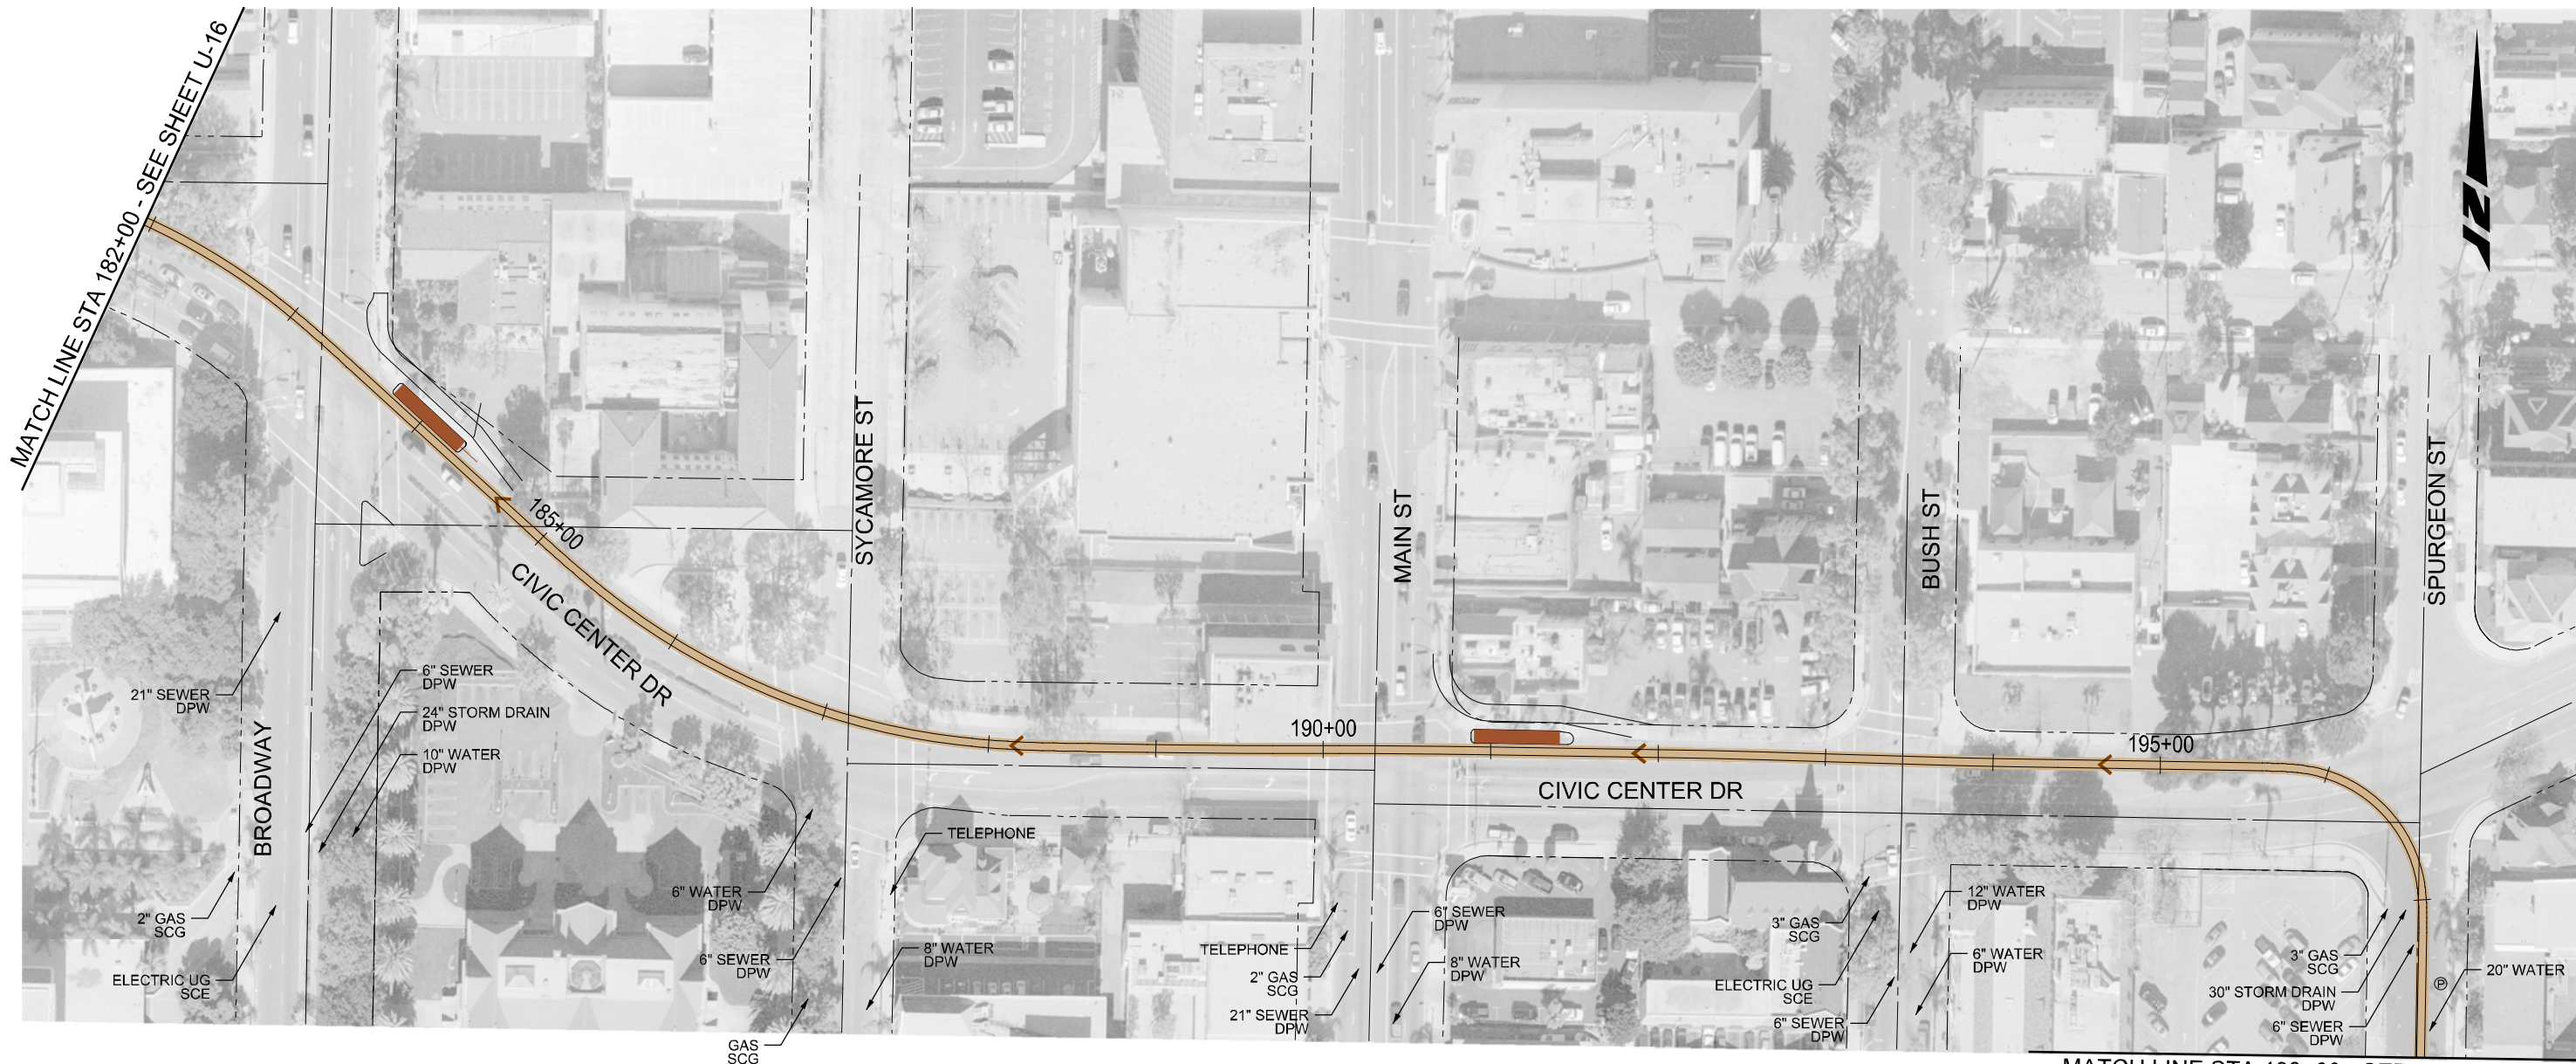 MATCH LINE STA 182+00 - SEE SHEET U-16
N
SYCAMORE ST
MAIN ST
BUSH ST
SPURGEON ST
185+00
CIVIC CENTER DR
190+00
195+00
CIVIC CENTER DR
BROADWAY
21" SEWER
DPW
6" SEWER
DPW
24" STORM DRAIN
DPW
10" WATER
DPW
2" GAS
SCG
ELECTRIC UG
SCE
TELEPHONE
6" WATER
DPW
6" SEWER
DPW
8" WATER
DPW
GAS
SCG
TELEPHONE
2" GAS
SCG
21" SEWER
DPW
6" SEWER
DPW
8" WATER
DPW
3" GAS
SCG
ELECTRIC UG
SCE
6" SEWER
DPW
12" WATER
DPW
6" WATER
DPW
3" GAS
SCG
30" STORM DRAIN
DPW
6" SEWER
DPW
P
20" WATER
MATCH LINE STA